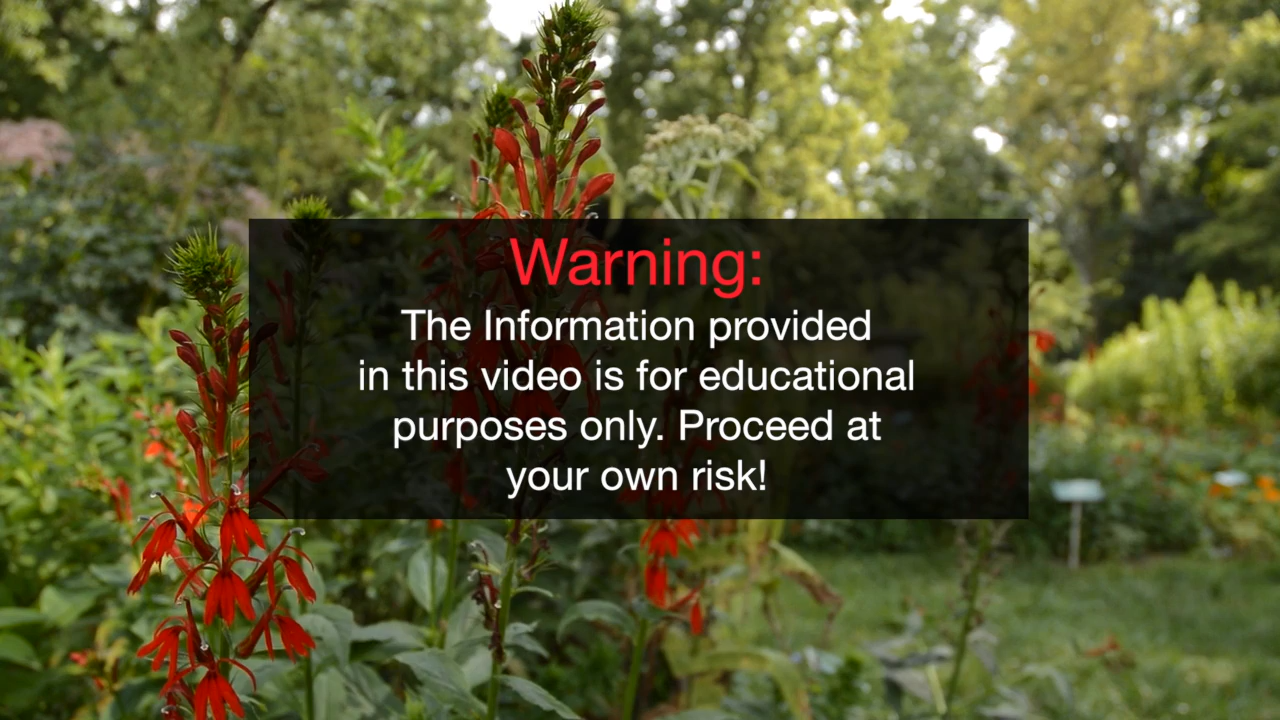 Warning:
The Information provided
in this video is for educational
purposes only. Proceed at
your own risk!